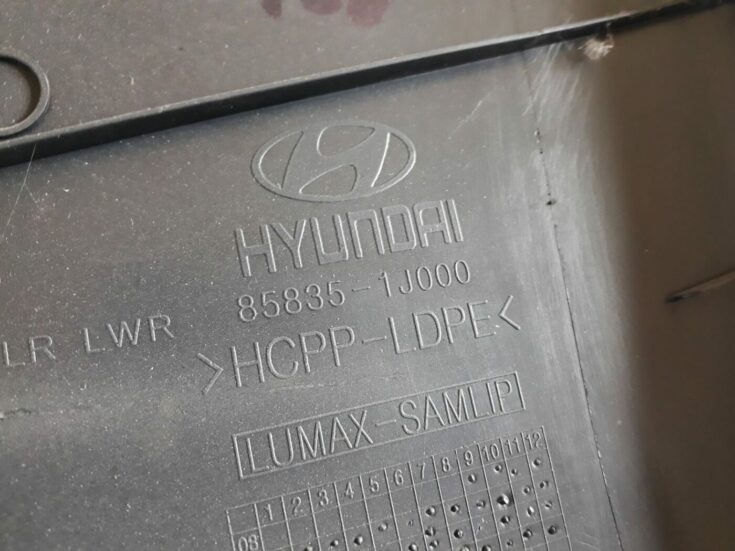 HYUNDAI
85835-1J000
LR LWR
>HCPP-LDPE<
LUMAX-SAMLIP
1 2 3 4 5 6 7 8 9 10 11 12
08